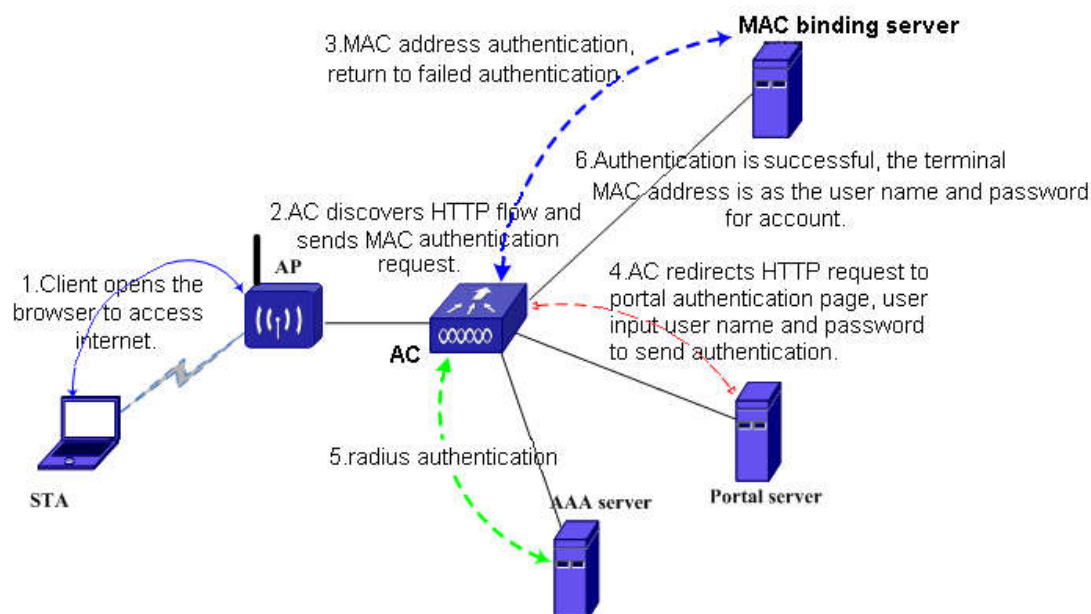 MAC binding server
3.MAC address authentication,
return to failed authentication.
6.Authentication is successful, the terminal
MAC address is as the user name and password
for account.
2.AC discovers HTTP flow and
sends MAC authentication
request.
AP
1.Client opens the
browser to access
internet.
4.AC redirects HTTP request to
portal authentication page, user
input user name and password
to send authentication.
AC
5.radius authentication
STA
AAA server
Portal server